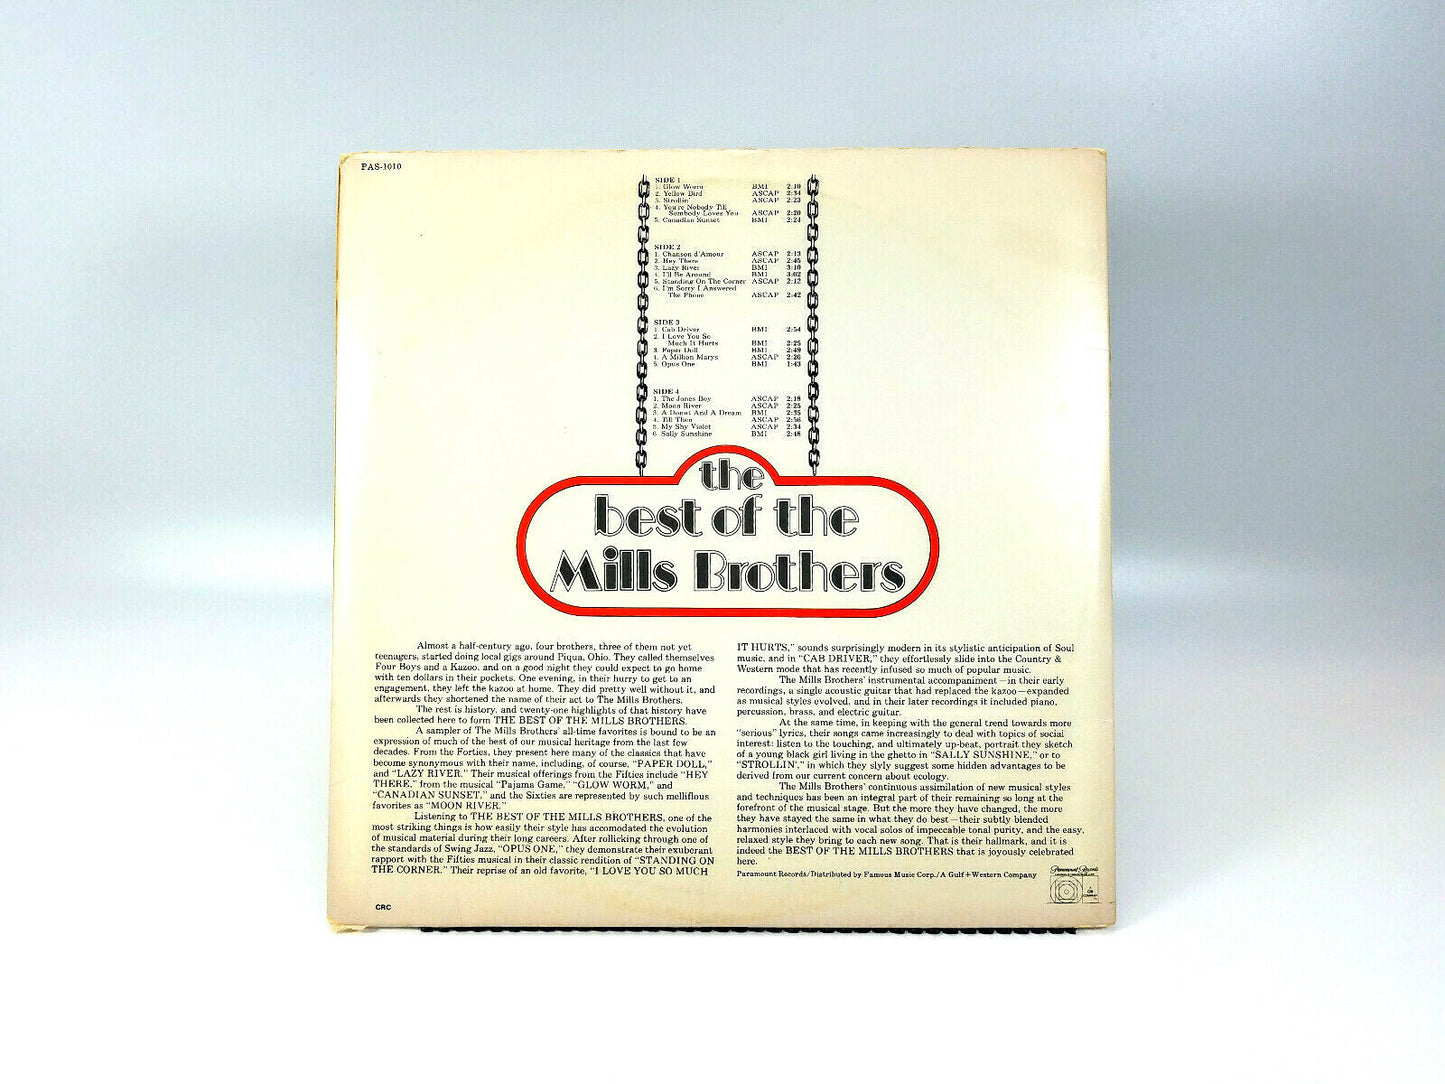 PAS-1010
SIDE 1
1. Glow Worm BMI 2:10
2. Yellow Bird ASCAP 2:34
3. Strollin' ASCAP 2:23
4. You're Nobody Till
Sombody Loves You ASCAP 2:20
5. Canadian Sunset BMI 2:24
SIDE 2
1. Chanson d'Amour ASCAP 2:13
2. Hey There ASCAP 2:45
3. Lazy River BMI 3:10
4. I'll Be Around BMI 3:02
5. Standing On The Corner ASCAP 2:12
6. I'm Sorry I Answered
The Phone ASCAP 2:42
SIDE 3
1. Cab Driver BMI 2:54
2. I Love You So
Much It Hurts BMI 2:25
3. Paper Doll BMI 2:49
4. A Million Marys ASCAP 2:26
5. Opus One BMI 1:43
SIDE 4
1. The Jones Boy ASCAP 2:18
2. Moon River ASCAP 2:25
3. A Donut And A Dream BMI 2:35
4. Till Then ASCAP 2:56
5. My Shy Violet ASCAP 2:34
6. Sally Sunshine BMI 2:48
the
best of the
Mills Brothers
Almost a half-century ago, four brothers, three of them not yet
teenagers, started doing local gigs around Piqua, Ohio. They called themselves
Four Boys and a Kazoo, and on a good night they could expect to go home
with ten dollars in their pockets. One evening, in their hurry to get to an
engagement, they left the kazoo at home. They did pretty well without it, and
afterwards they shortened the name of their act to The Mills Brothers.
The rest is history, and twenty-one highlights of that history have
been collected here to form THE BEST OF THE MILLS BROTHERS.
A sampler of The Mills Brothers' all-time favorites is bound to be an
expression of much of the best of our musical heritage from the last few
decades. From the Forties, they present here many of the classics that have
become synonymous with their name, including, of course, "PAPER DOLL,"
and "LAZY RIVER." Their musical offerings from the Fifties include "HEY
THERE," from the musical "Pajama Game," "GLOW WORM," and
"CANADIAN SUNSET," and the Sixties are represented by such melliflous
favorites as "MOON RIVER."
Listening to THE BEST OF THE MILLS BROTHERS, one of the
most striking things is how easily their style has accomodated the evolution
of musical material during their long careers. After rollicking through one of
the standards of Swing Jazz, "OPUS ONE," they demonstrate their exuberant
rapport with the Fifties musical in their classic rendition of "STANDING ON
THE CORNER." Their reprise of an old favorite, "I LOVE YOU SO MUCH
IT HURTS," sounds surprisingly modern in its stylistic anticipation of Soul
music, and in "CAB DRIVER," they effortlessly slide into the Country &
Western mode that has recently infused so much of popular music.
The Mills Brothers' instrumental accompaniment—in their early
recordings, a single acoustic guitar that had replaced the kazoo—expanded
as musical styles evolved, and in their later recordings it included piano,
percussion, brass, and electric guitar.
At the same time, in keeping with the general trend towards more
"serious" lyrics, their songs came increasingly to deal with topics of social
interest: listen to the touching, and ultimately up-beat, portrait they sketch
of a young black girl living in the ghetto in "SALLY SUNSHINE," or to
"STROLLIN'," in which they slyly suggest some hidden advantages to be
derived from our current concern about ecology.
The Mills Brothers' continuous assimilation of new musical styles
and techniques has been an integral part of their remaining so long at the
forefront of the musical stage. But the more they have changed, the more
they have stayed the same in what they do best—their subtly blended
harmonies interlaced with vocal solos of impeccable tonal purity, and the easy,
relaxed style they bring to each new song. That is their hallmark, and it is
indeed the BEST OF THE MILLS BROTHERS that is joyously celebrated
here.
Paramount Records/Distributed by Famous Music Corp./A Gulf+Western Company
Paramount Records
CRC